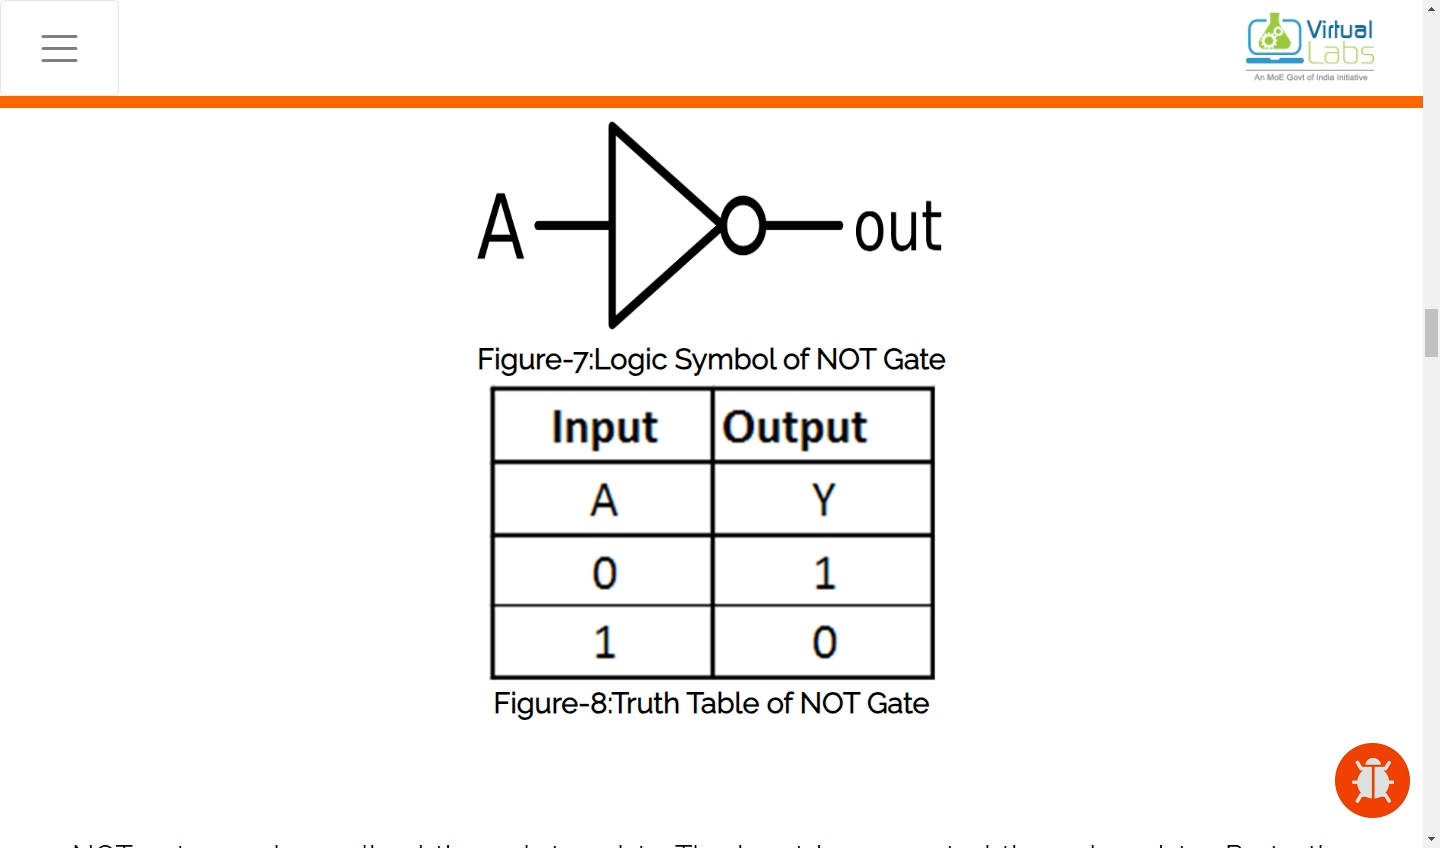 Virtual
Labs
An MoE Govt of India Initiative
A
out
Figure-7:Logic Symbol of NOT Gate
Input Output
A Y
0 1
1 0
Figure-8:Truth Table of NOT Gate